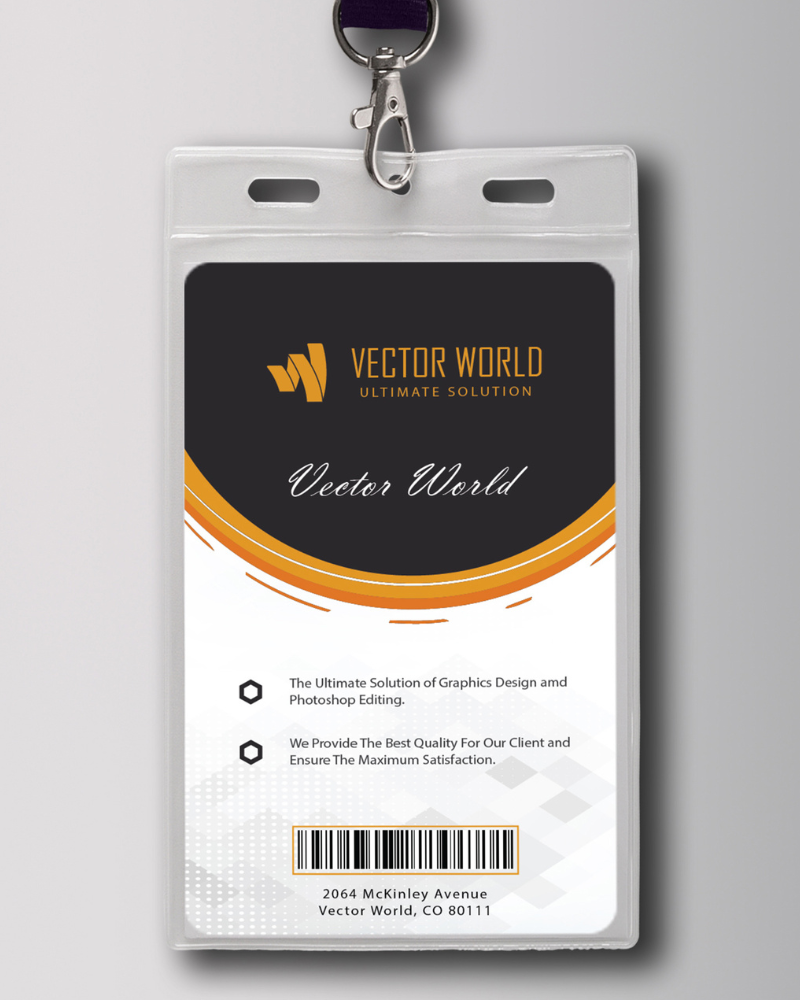 VECTOR WORLD
ULTIMATE SOLUTION
Vector World
The Ultimate Solution of Graphics Design amd
Photoshop Editing.
We Provide The Best Quality For Our Client and
Ensure The Maximum Satisfaction.
2064 McKinley Avenue
Vector World, CO 80111